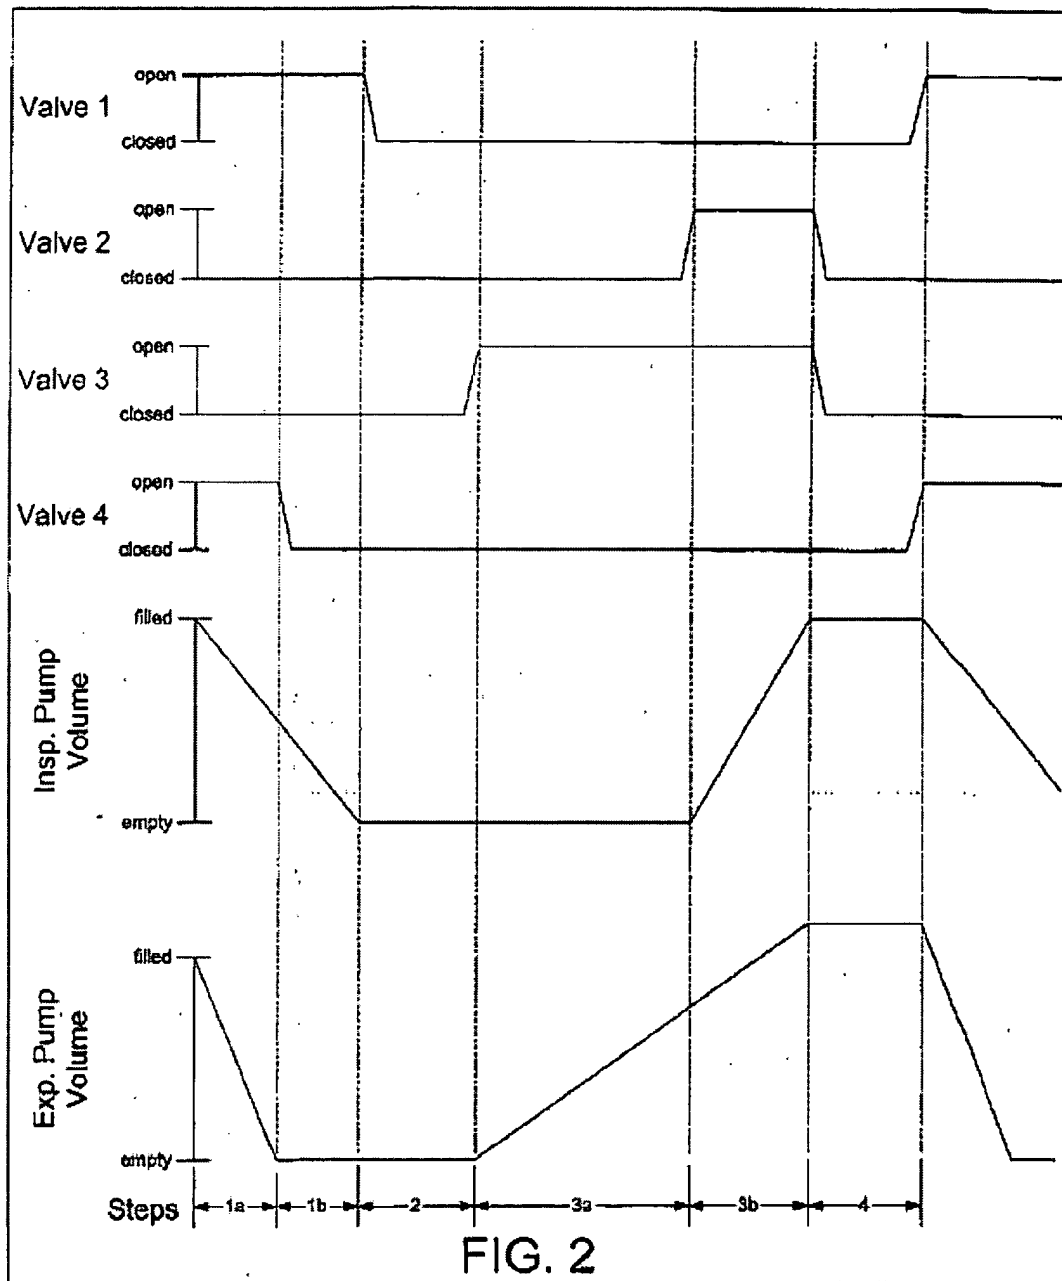 open
Valve 1
closed
open
Valve 2
closed
open
Valve 3
closed
open
Valve 4
closed
filled
Insp. Pump
Volume
empty
filled
Exp. Pump
Volume
empty
Steps 1a 1b 2 3a 3b 4
FIG. 2